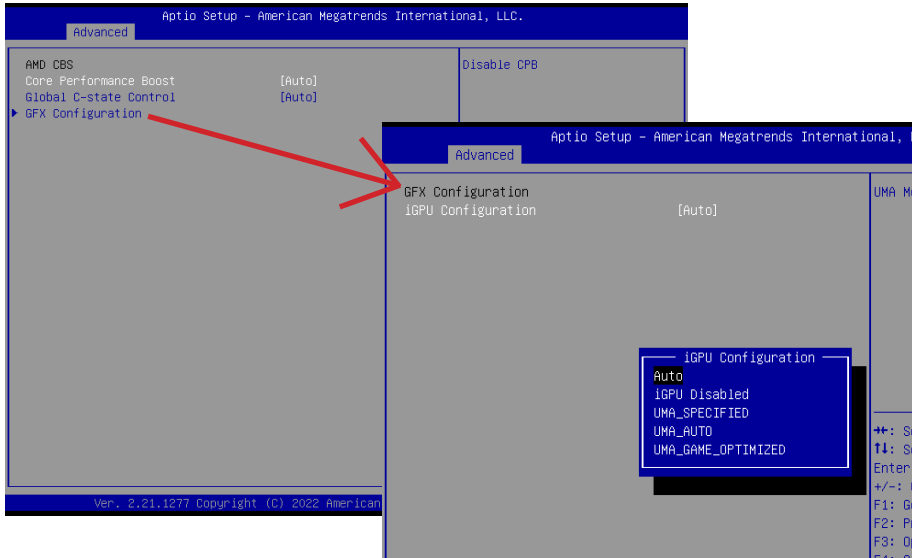 Aptio Setup – American Megatrends International, LLC.
Advanced
AMD CBS
Core Performance Boost [Auto]
Global C-state Control [Auto]
GFX Configuration
Disable CPB
Ver. 2.21.1277 Copyright (C) 2022 American
Aptio Setup – American Megatrends International,
Advanced
GFX Configuration
iGPU Configuration [Auto]
UMA
iGPU Configuration
Auto
iGPU Disabled
UMA_SPECIFIED
UMA_AUTO
UMA_GAME_OPTIMIZED
Enter
+/-:
F1:
F2:
F3: